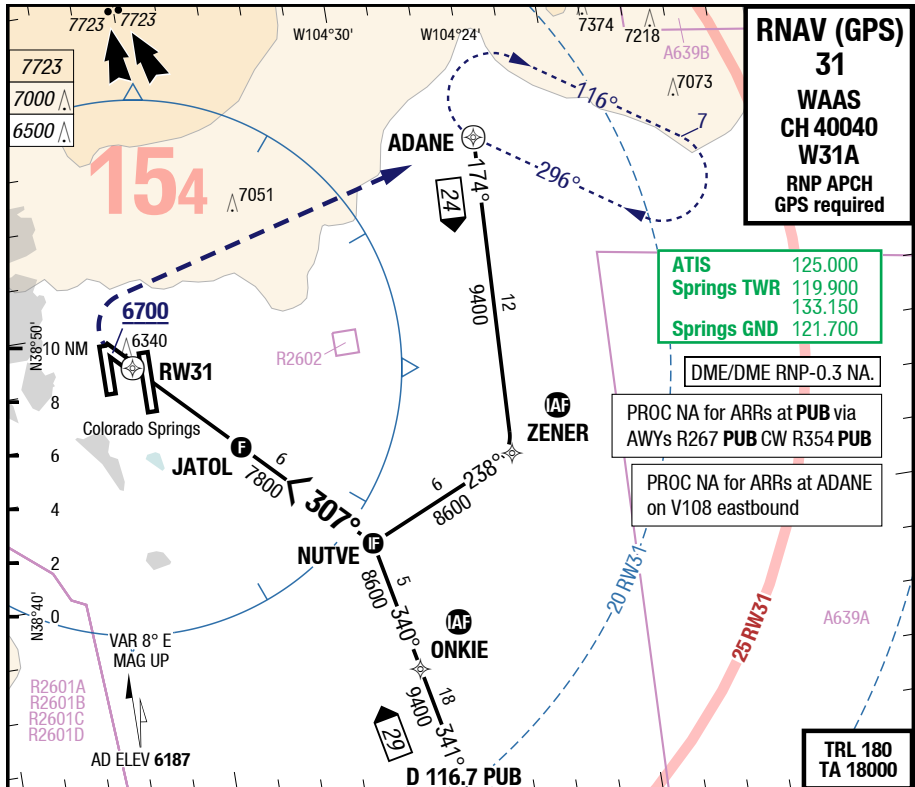 7723
7723
7723
7000
6500
W104°30'
W104°24'
7374
7218
A639B
7073
RNAV (GPS)
31
WAAS
CH 40040
W31A
RNP APCH
GPS required
154
7051
ADANE
116°
7
296°
174°
24
12
9400
ATIS 125.000
Springs TWR 119.900
133.150
Springs GND 121.700
N38°50'
10 NM
6700
6340
RW31
R2602
DME/DME RNP-0.3 NA.
8
Colorado Springs
IAF
ZENER
PROC NA for ARRs at PUB via
AWYs R267 PUB CW R354 PUB
6
F
JATOL
6
7800
307°
6
8600
238°
PROC NA for ARRs at ADANE
on V108 eastbound
4
IF
NUTVE
2
5
8600
340°
20 RW31
N38°40'
0
IAF
ONKIE
A639A
25 RW31
VAR 8° E
MAG UP
R2601A
R2601B
R2601C
R2601D
18
9400
341°
29
AD ELEV 6187
D 116.7 PUB
TRL 180
TA 18000